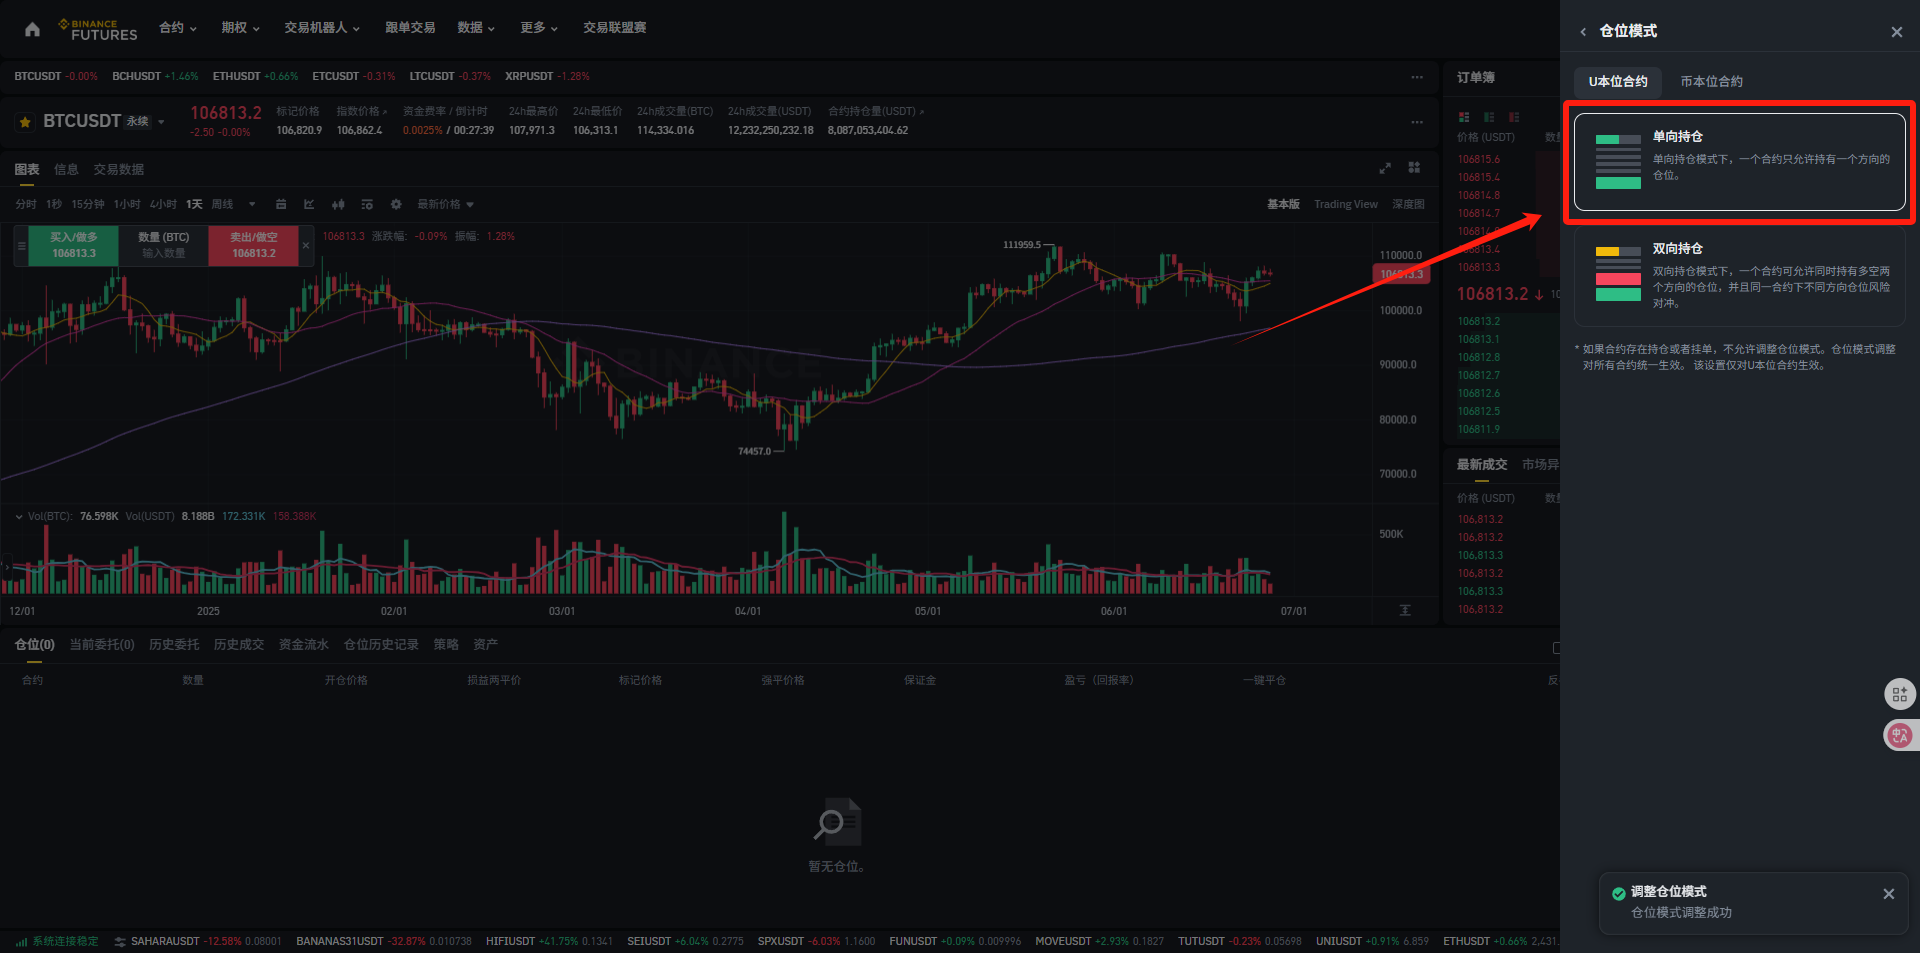 BINANCE
FUTURES
合约 期权 交易机器人 跟单交易 数据 更多 交易联盟赛
BTCUSDT -0.00% BCHUSDT +1.46% ETHUSDT +0.66% ETCUSDT -0.31% LTCUSDT -0.37% XRPUSDT -1.28%
BTCUSDT 永续
106813.2
-2.50 -0.00%
标记价格 指数价格 资金费率 / 倒计时 24h最高价 24h最低价 24h成交量(BTC) 24h成交量(USDT) 合约持仓量(USDT)
106,820.9 106,862.4 0.0025% / 00:27:39 107,971.3 106,313.1 114,334.016 12,232,250,232.18 8,087,053,404.62
图表 信息 交易数据
分时 1秒 15分钟 1小时 4小时 1天 周线 最新价格 基本版 Trading View 深度图
买入/做多 数量 (BTC) 卖出/做空
106813.3 输入数量 106813.2
106813.3 涨跌幅: -0.09% 振幅: 1.28%
111959.5
74457.0
BINANCE
110000.0
106813.3
100000.0
90000.0
80000.0
70000.0
Vol(BTC): 76.598K Vol(USDT) 8.188B 172.331K 158.388K
500K
12/01 2025 02/01 03/01 04/01 05/01 06/01 07/01
仓位(0) 当前委托(0) 历史委托 历史成交 资金流水 仓位历史记录 策略 资产
合约 数量 开仓价格 损益两平价 标记价格 强平价格 保证金 盈亏（回报率） 一键平仓
暂无仓位。
订单簿
价格 (USDT) 数
106815.6
106815.4
106814.8
106814.7
106813.4
106813.3
106813.2 ↓
106813.2
106813.1
106812.8
106812.7
106812.6
106812.5
106811.9
最新成交 市场异
价格 (USDT) 数
106,813.2
106,813.2
106,813.3
106,813.2
106,813.3
106,813.2
仓位模式
U本位合约 币本位合约
单向持仓
单向持仓模式下，一个合约只允许持有一个方向的
仓位。
双向持仓
双向持仓模式下，一个合约可允许同时持有多空两
个方向的仓位，并且同一合约下不同方向仓位风险
对冲。
* 如果合约存在持仓或者挂单，不允许调整仓位模式。仓位模式调整
对所有合约统一生效。 该设置仅对U本位合约生效。
调整仓位模式
仓位模式调整成功
系统连接稳定 SAHARAUSDT -12.58% 0.08001 BANANAS31USDT -32.87% 0.010738 HIFIUSDT +41.75% 0.1341 SEIUSDT +6.04% 0.2775 SPXUSDT -6.03% 1.1600 FUNUSDT +0.09% 0.009996 MOVEUSDT +2.93% 0.1827 TUTUSDT -0.23% 0.05698 UNIUSDT +0.91% 6.859 ETHUSDT +0.66% 2,431.